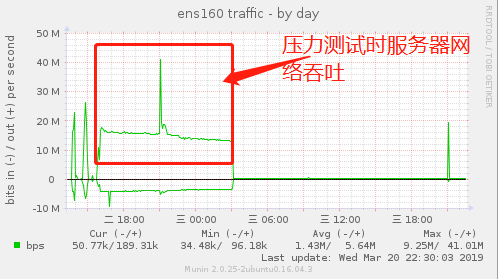 ens160 traffic - by day
RRDTOOL / TOBI OETIKER
bits in (-) / out (+) per second
50 M
40 M
30 M
20 M
10 M
0
-10 M
压力测试时服务器网
络吞吐
二 18:00 三 00:00 三 06:00 三 12:00 三 18:00
Cur (-/+) Min (-/+) Avg (-/+) Max (-/+)
bps 50.77k/189.31k 34.48k/ 96.18k 1.43M/ 5.64M 9.25M/ 41.01M
Last update: Wed Mar 20 22:30:03 2019
Munin 2.0.25-2ubuntu0.16.04.3